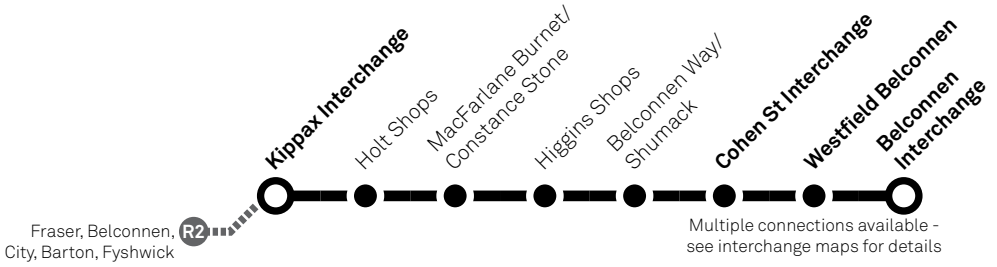 Kippax Interchange
Holt Shops
MacFarlane Burnet/
Constance Stone
Higgins Shops
Belconnen Way/
Shumack
Cohen St Interchange
Westfield Belconnen
Belconnen
Interchange
Fraser, Belconnen,
City, Barton, Fyshwick
R2
Multiple connections available -
see interchange maps for details